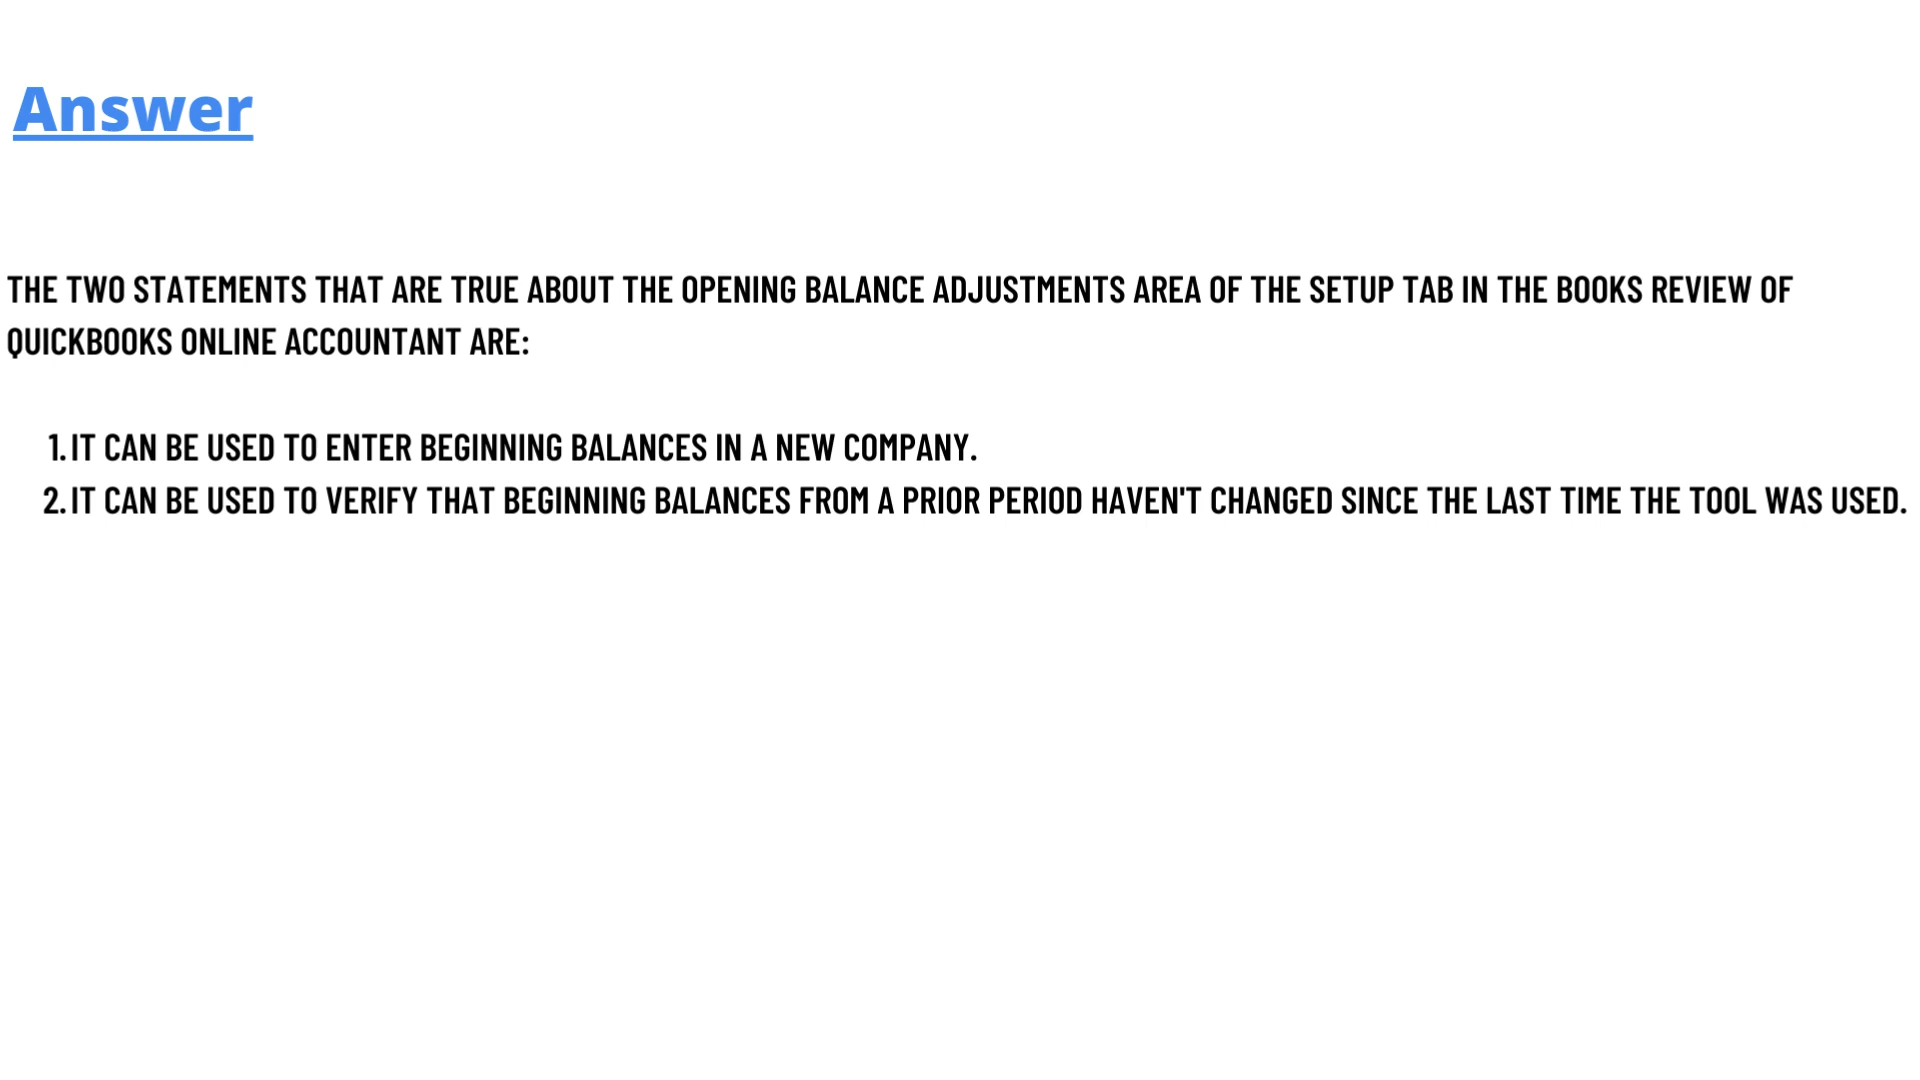 Answer
THE TWO STATEMENTS THAT ARE TRUE ABOUT THE OPENING BALANCE ADJUSTMENTS AREA OF THE SETUP TAB IN THE BOOKS REVIEW OF
QUICKBOOKS ONLINE ACCOUNTANT ARE:
1. IT CAN BE USED TO ENTER BEGINNING BALANCES IN A NEW COMPANY.
2. IT CAN BE USED TO VERIFY THAT BEGINNING BALANCES FROM A PRIOR PERIOD HAVEN'T CHANGED SINCE THE LAST TIME THE TOOL WAS USED.